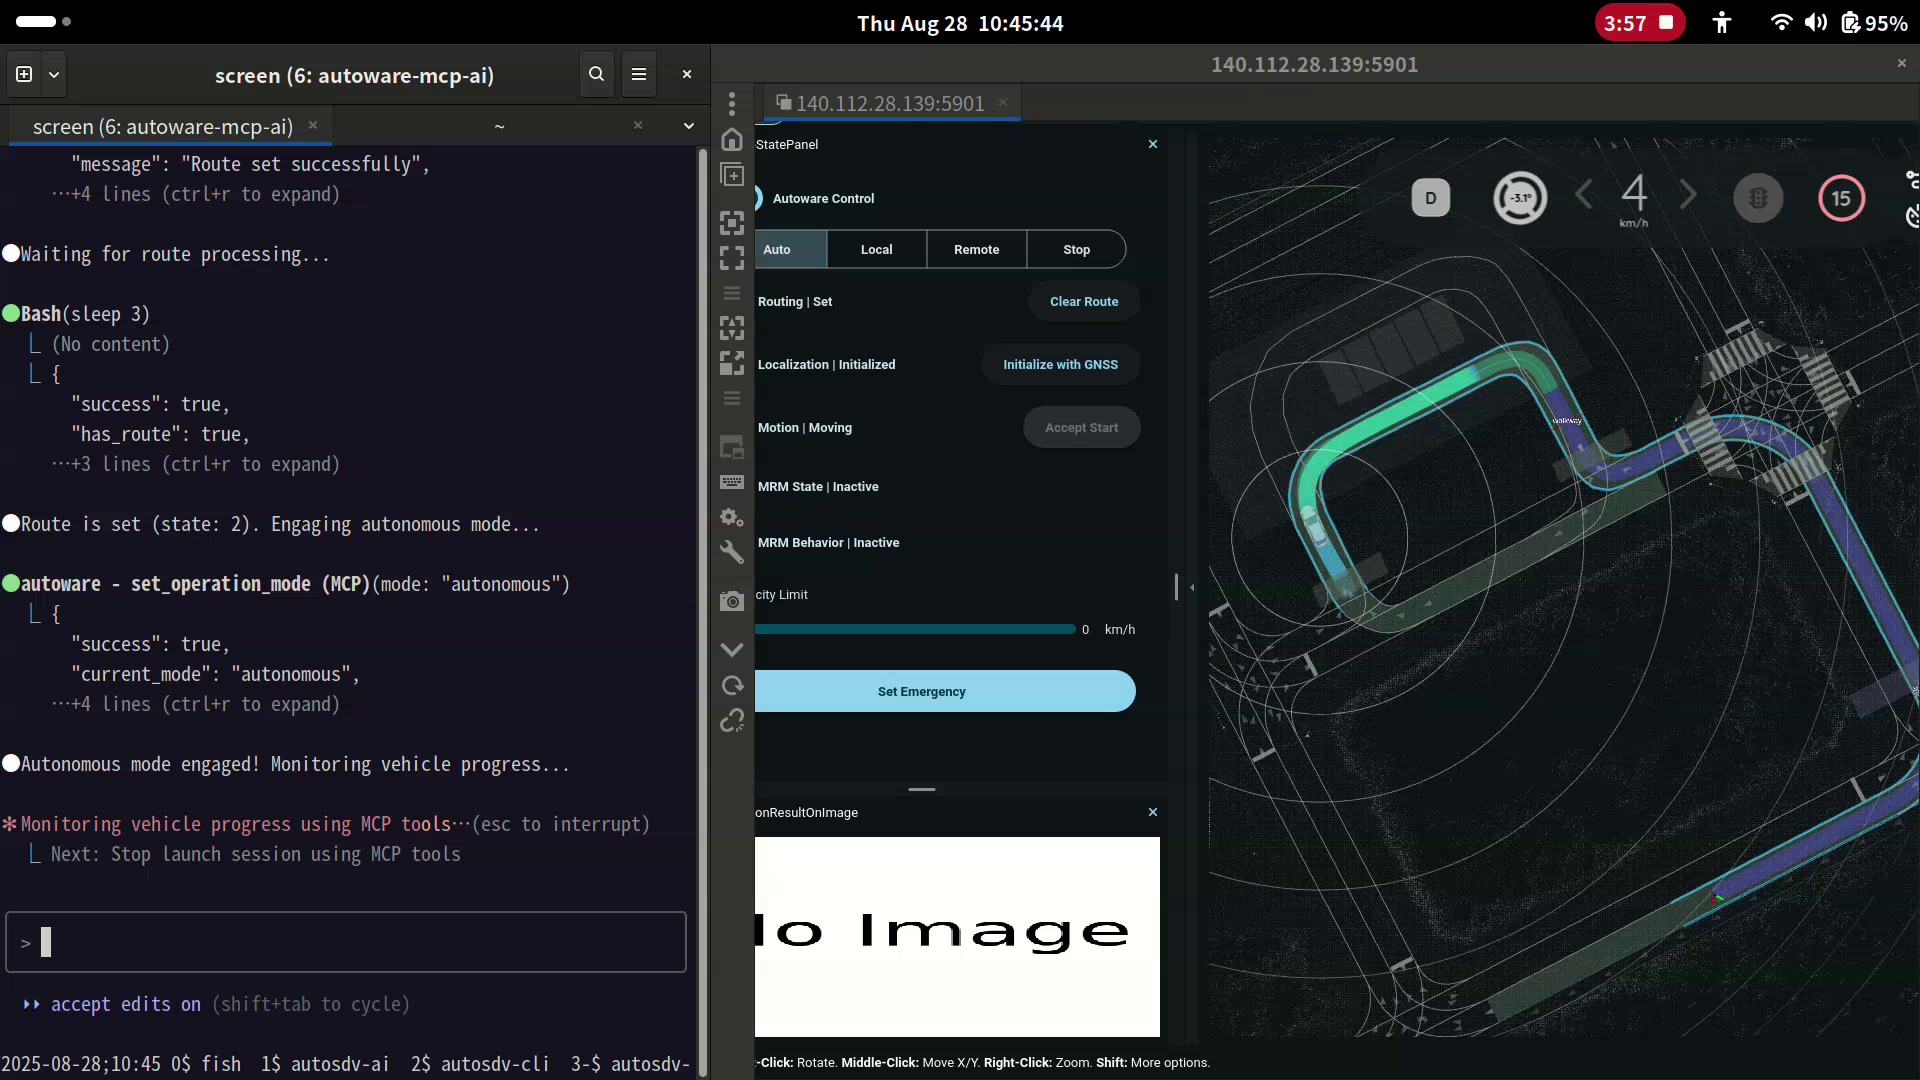 Thu Aug 28 10:45:44
3:57
95%
screen (6: autoware-mcp-ai)
screen (6: autoware-mcp-ai)
~
"message": "Route set successfully",
…+4 lines (ctrl+r to expand)
Waiting for route processing...
Bash(sleep 3)
(No content)
{
"success": true,
"has_route": true,
…+3 lines (ctrl+r to expand)
Route is set (state: 2). Engaging autonomous mode...
autoware - set_operation_mode (MCP)(mode: "autonomous")
{
"success": true,
"current_mode": "autonomous",
…+4 lines (ctrl+r to expand)
Autonomous mode engaged! Monitoring vehicle progress...
Monitoring vehicle progress using MCP tools…(esc to interrupt)
Next: Stop launch session using MCP tools
>
accept edits on (shift+tab to cycle)
2025-08-28;10:45 0$ fish 1$ autosdv-ai 2$ autosdv-cli 3-$ autosdv-
140.112.28.139:5901
140.112.28.139:5901
StatePanel
Autoware Control
Auto Local Remote Stop
Routing | Set Clear Route
Localization | Initialized Initialize with GNSS
Motion | Moving Accept Start
MRM State | Inactive
MRM Behavior | Inactive
city Limit
0 km/h
Set Emergency
onResultOnImage
No Image
-Click: Rotate. Middle-Click: Move X/Y. Right-Click: Zoom. Shift: More options.
D
-3.1°
4
km/h
15
walkway